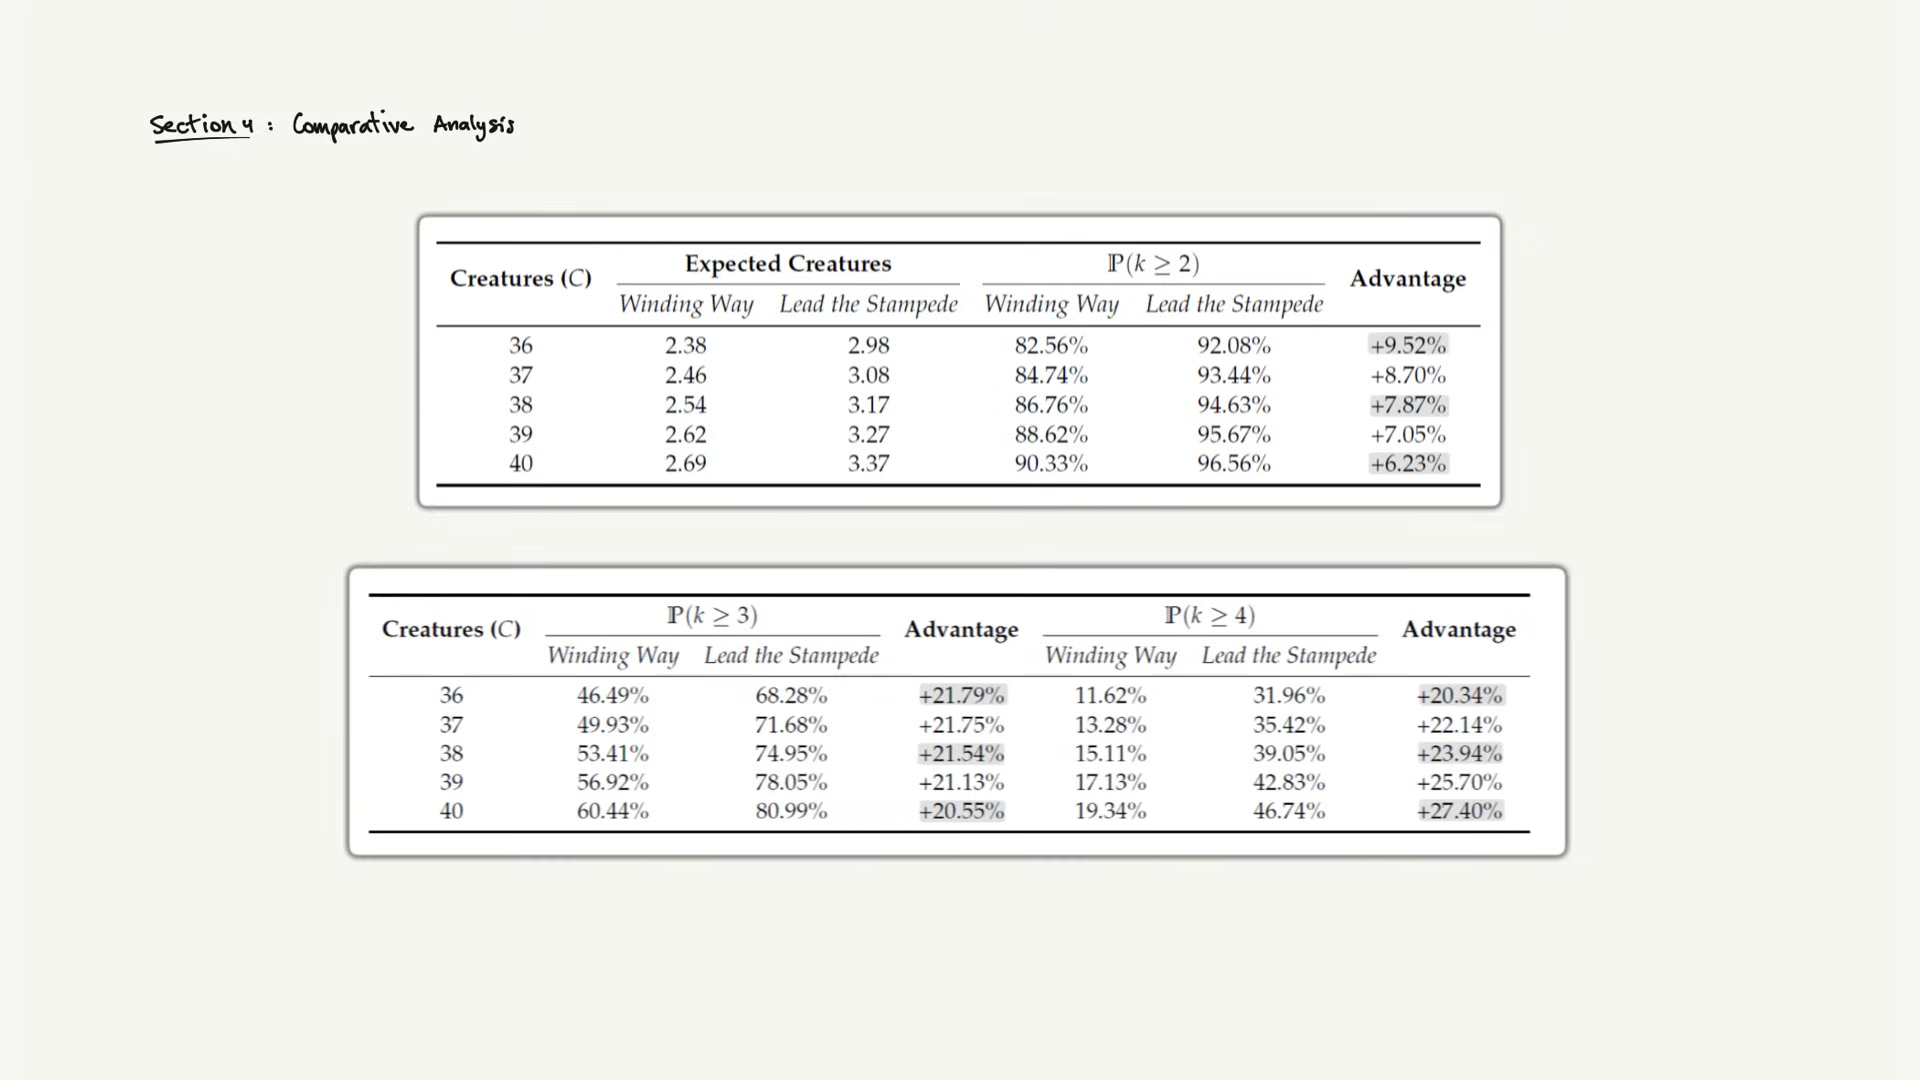 Section 4 : Comparative Analysis
Creatures (C) Expected Creatures ℙ(k ≥ 2) Advantage
Winding Way Lead the Stampede Winding Way Lead the Stampede
36 2.38 2.98 82.56% 92.08% +9.52%
37 2.46 3.08 84.74% 93.44% +8.70%
38 2.54 3.17 86.76% 94.63% +7.87%
39 2.62 3.27 88.62% 95.67% +7.05%
40 2.69 3.37 90.33% 96.56% +6.23%
Creatures (C) ℙ(k ≥ 3) Advantage ℙ(k ≥ 4) Advantage
Winding Way Lead the Stampede Winding Way Lead the Stampede
36 46.49% 68.28% +21.79% 11.62% 31.96% +20.34%
37 49.93% 71.68% +21.75% 13.28% 35.42% +22.14%
38 53.41% 74.95% +21.54% 15.11% 39.05% +23.94%
39 56.92% 78.05% +21.13% 17.13% 42.83% +25.70%
40 60.44% 80.99% +20.55% 19.34% 46.74% +27.40%